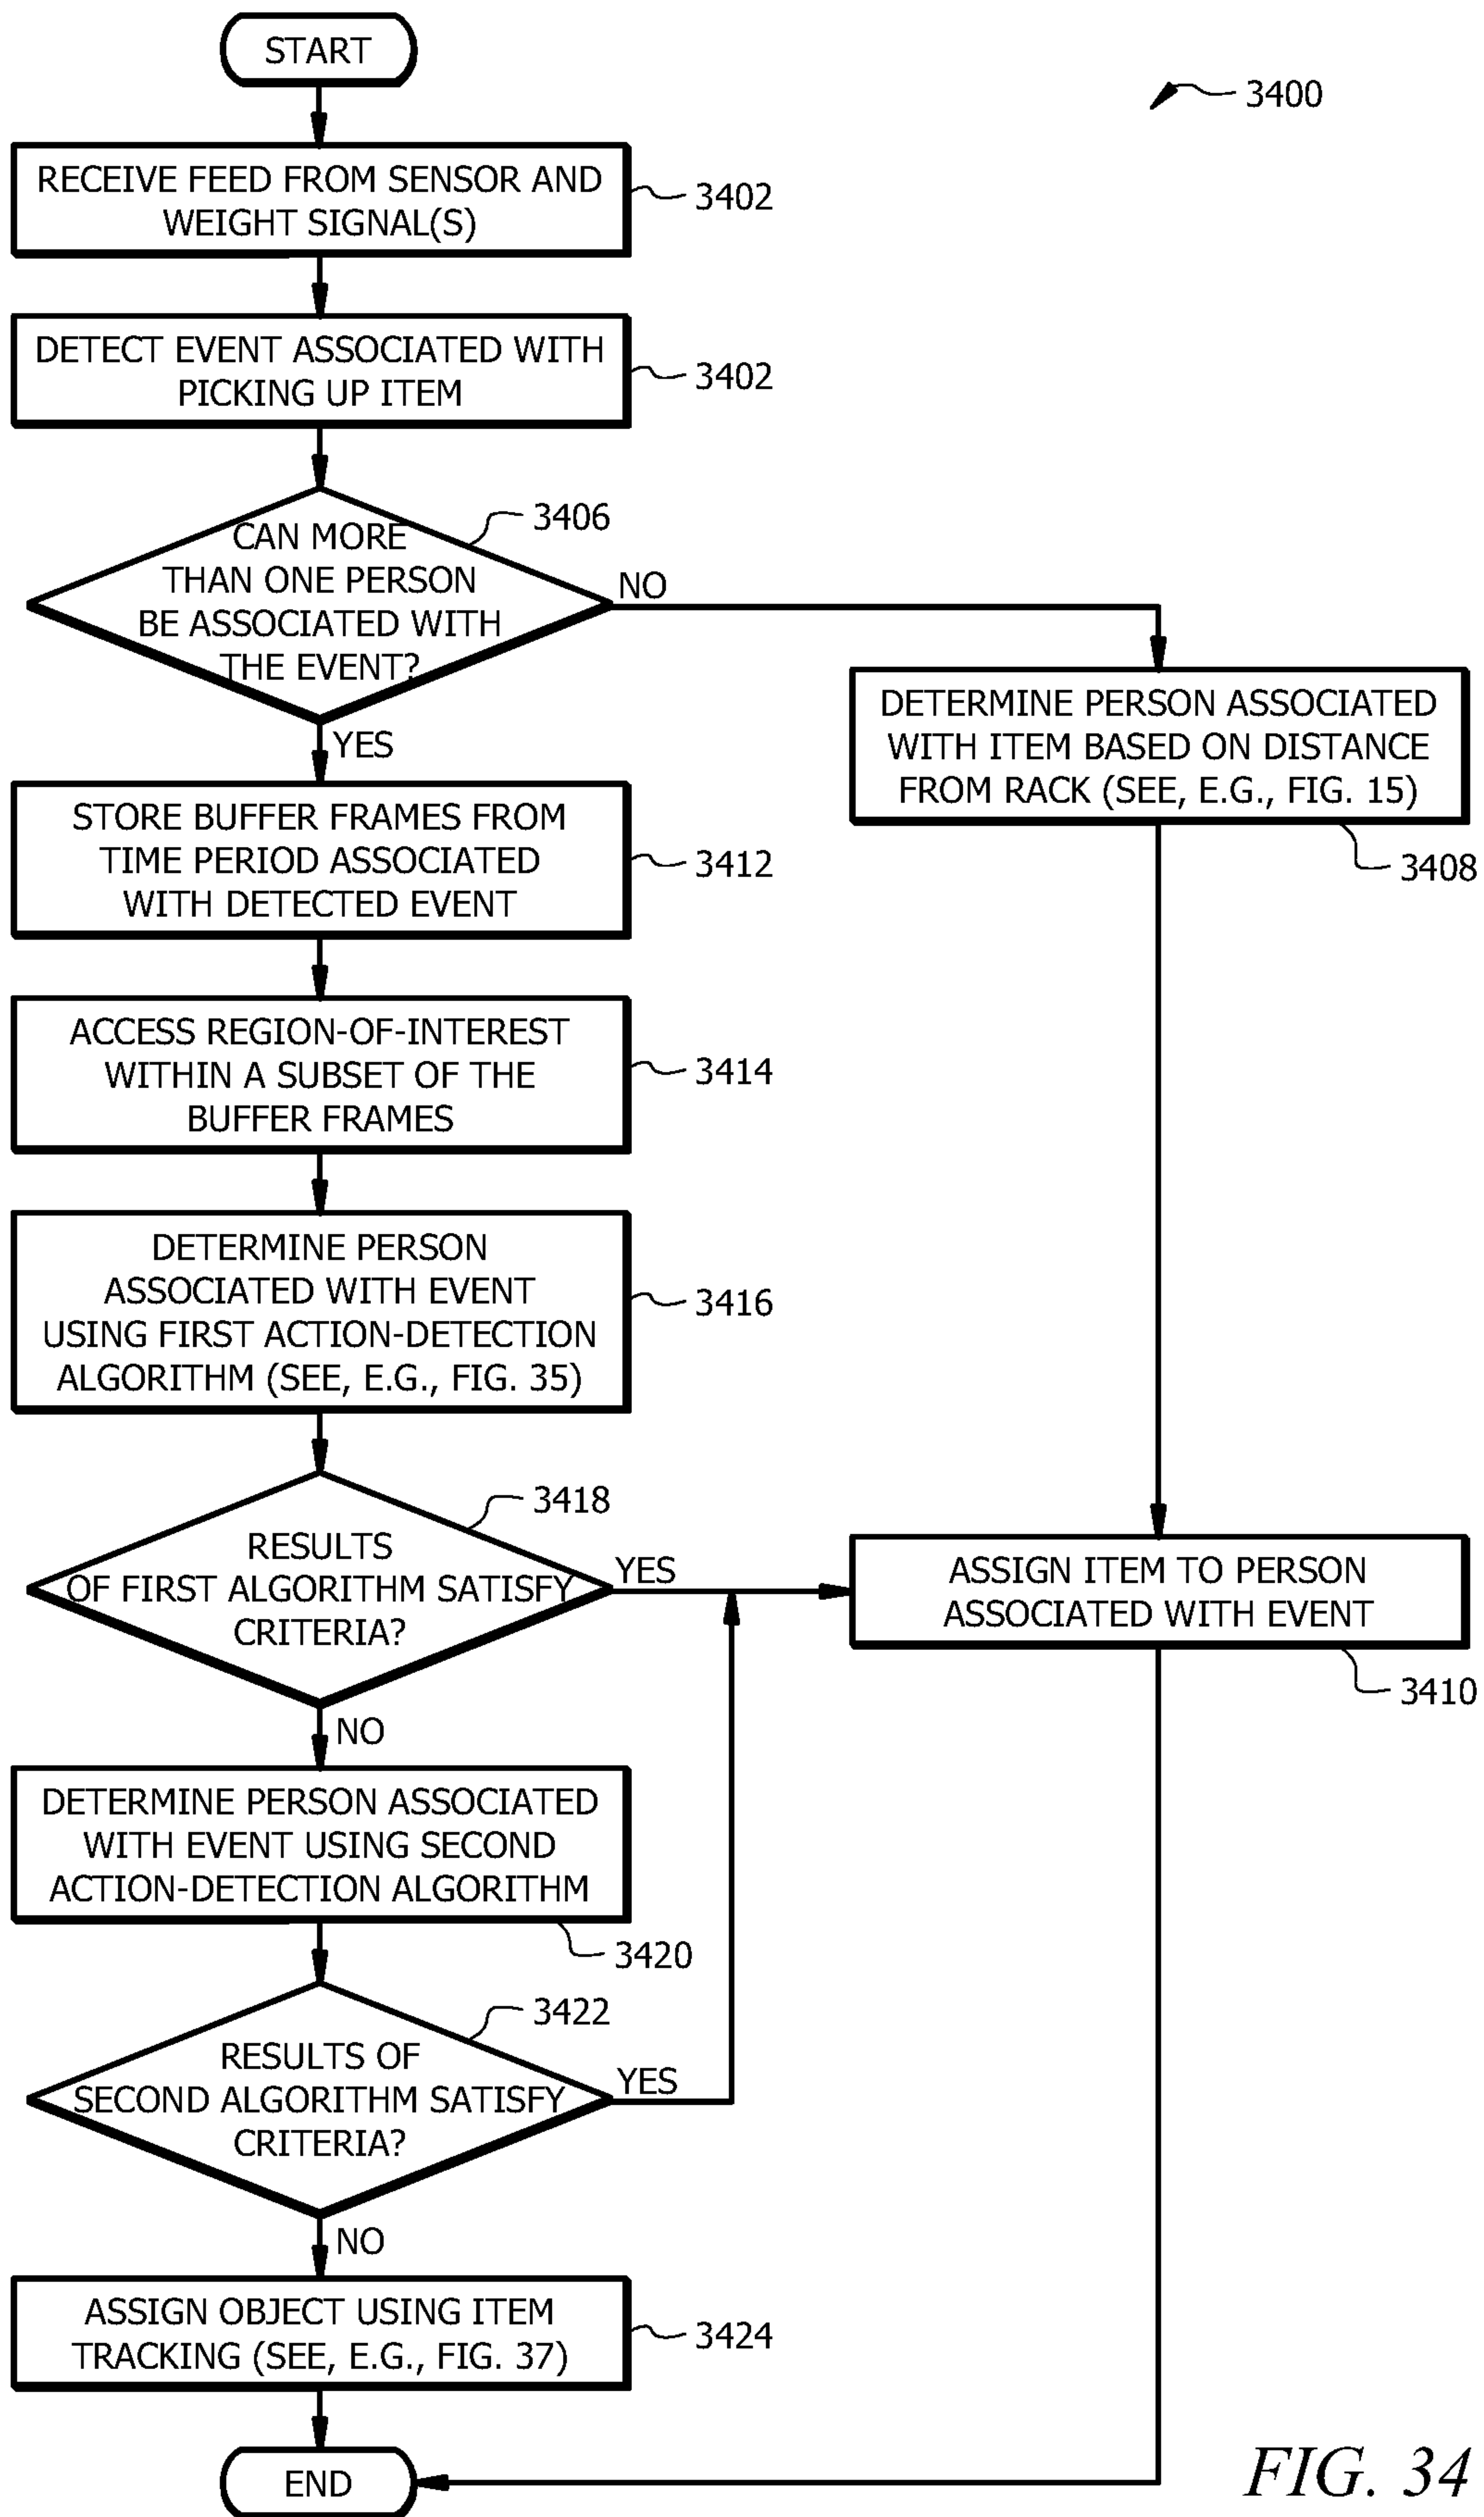 START
3400
RECEIVE FEED FROM SENSOR AND
WEIGHT SIGNAL(S)
3402
DETECT EVENT ASSOCIATED WITH
PICKING UP ITEM
3402
CAN MORE
THAN ONE PERSON
BE ASSOCIATED WITH
THE EVENT?
3406
NO
YES
DETERMINE PERSON ASSOCIATED
WITH ITEM BASED ON DISTANCE
FROM RACK (SEE, E.G., FIG. 15)
3408
STORE BUFFER FRAMES FROM
TIME PERIOD ASSOCIATED
WITH DETECTED EVENT
3412
ACCESS REGION-OF-INTEREST
WITHIN A SUBSET OF THE
BUFFER FRAMES
3414
DETERMINE PERSON
ASSOCIATED WITH EVENT
USING FIRST ACTION-DETECTION
ALGORITHM (SEE, E.G., FIG. 35)
3416
RESULTS
OF FIRST ALGORITHM SATISFY
CRITERIA?
3418
YES
NO
ASSIGN ITEM TO PERSON
ASSOCIATED WITH EVENT
3410
DETERMINE PERSON ASSOCIATED
WITH EVENT USING SECOND
ACTION-DETECTION ALGORITHM
3420
RESULTS OF
SECOND ALGORITHM SATISFY
CRITERIA?
3422
YES
NO
ASSIGN OBJECT USING ITEM
TRACKING (SEE, E.G., FIG. 37)
3424
END
FIG. 34